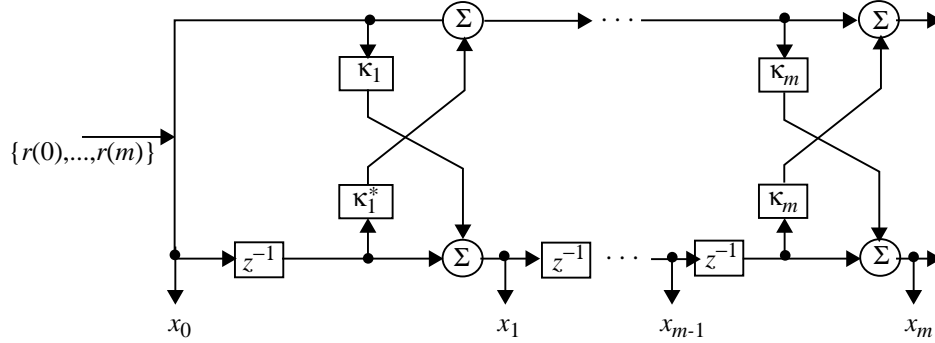 Σ ··· Σ
κ₁ κₘ
{r(0),...,r(m)}
κ₁* κₘ
z⁻¹ Σ z⁻¹ ··· z⁻¹ Σ
x₀ x₁ xₘ₋₁ xₘ